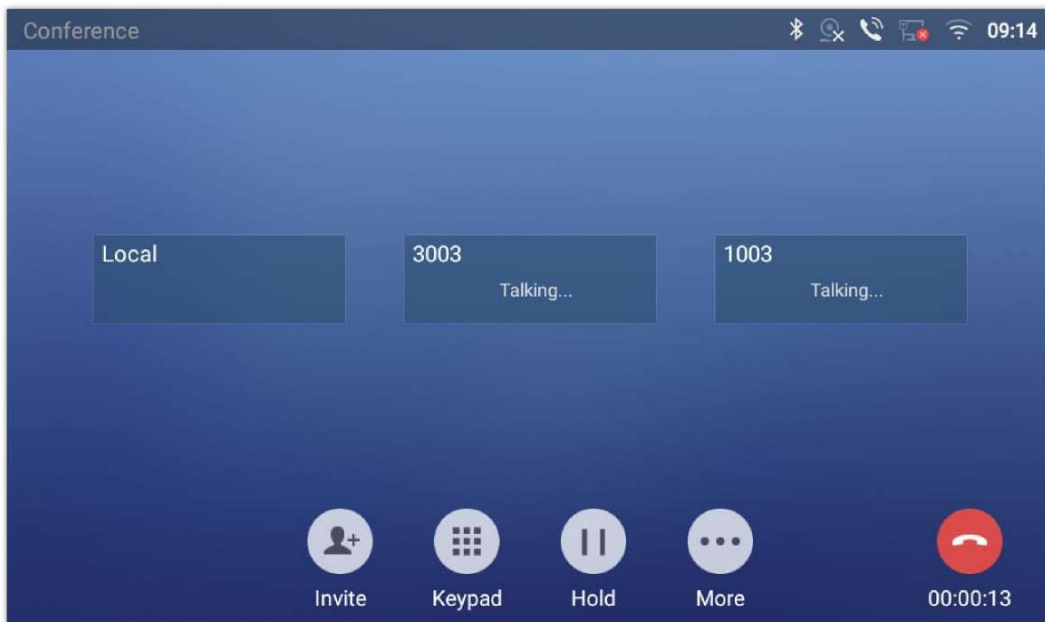 Conference
09:14
Local
3003
1003
Talking...
Talking...
Invite
Keypad
Hold
More
00:00:13